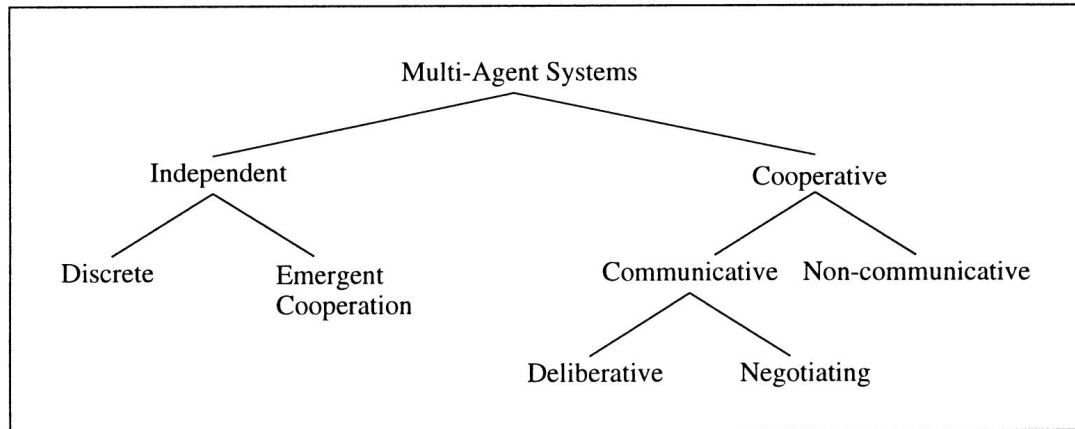 Multi-Agent Systems
Independent
Cooperative
Discrete
Emergent
Cooperation
Communicative
Non-communicative
Deliberative
Negotiating